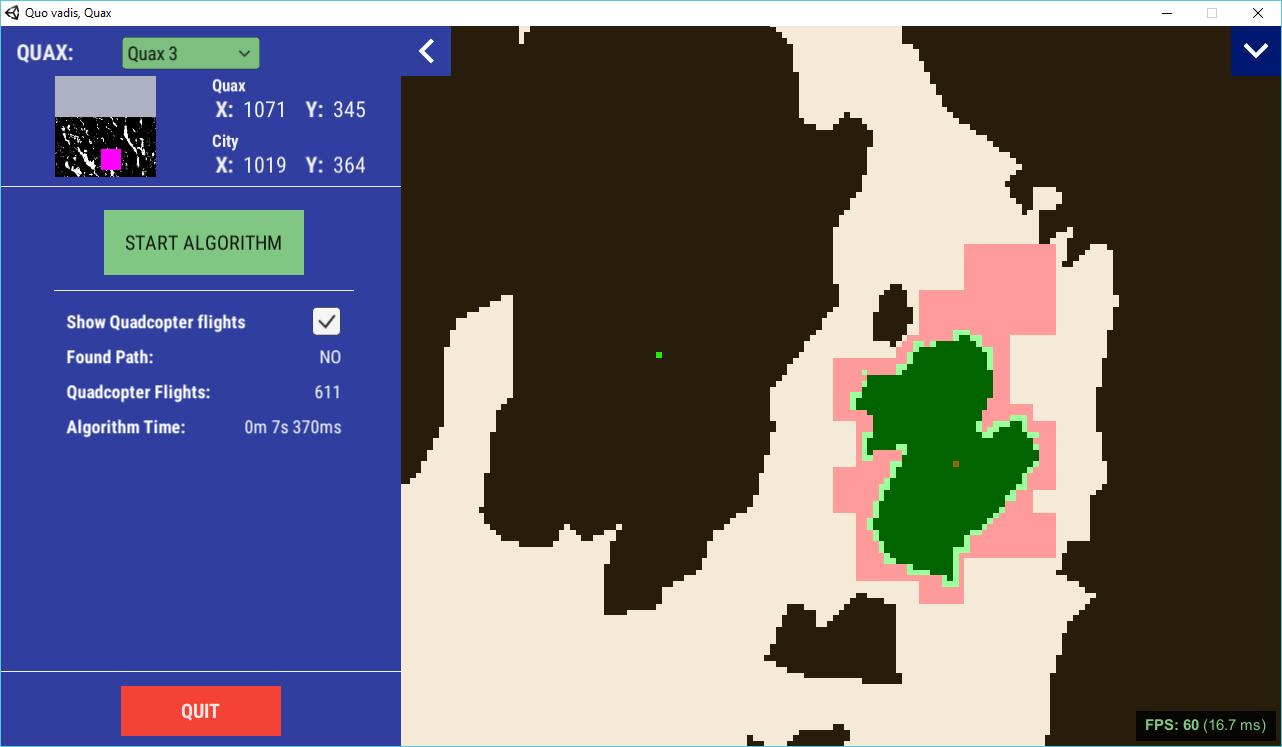 Quo vadis, Quax
QUAX: Quax 3
Quax
X: 1071 Y: 345
City
X: 1019 Y: 364
START ALGORITHM
Show Quadcopter flights
Found Path: NO
Quadcopter Flights: 611
Algorithm Time: 0m 7s 370ms
QUIT
FPS: 60 (16.7 ms)